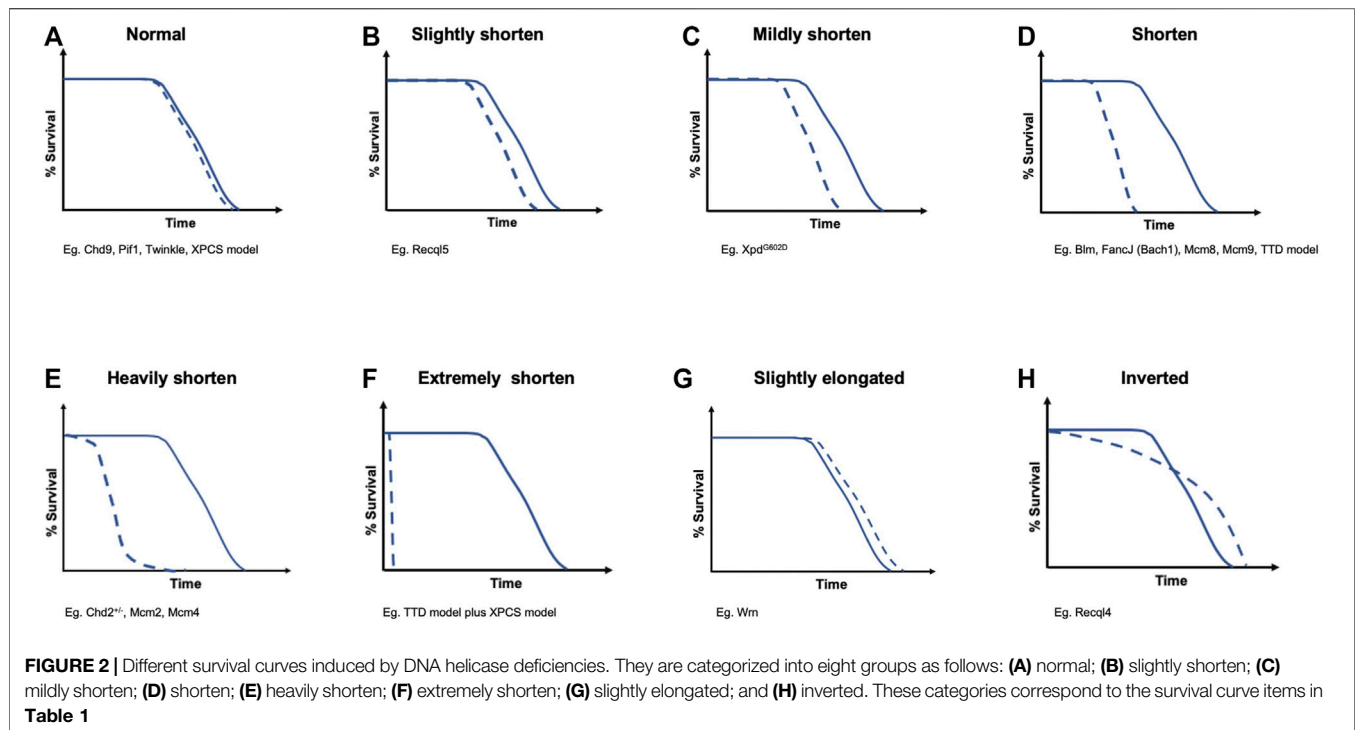 A Normal
% Survival
Time
Eg. Chd9, Pif1, Twinkle, XPCS model
B Slightly shorten
% Survival
Time
Eg. Recql5
C Mildly shorten
% Survival
Time
Eg. XpdG602D
D Shorten
% Survival
Time
Eg. Blm, FancJ (Bach1), Mcm8, Mcm9, TTD model
E Heavily shorten
% Survival
Time
Eg. Chd2+/-, Mcm2, Mcm4
F Extremely shorten
% Survival
Time
Eg. TTD model plus XPCS model
G Slightly elongated
% Survival
Time
Eg. Wrn
H Inverted
% Survival
Time
Eg. Recql4
FIGURE 2 | Different survival curves induced by DNA helicase deficiencies. They are categorized into eight groups as follows: (A) normal; (B) slightly shorten; (C)
mildly shorten; (D) shorten; (E) heavily shorten; (F) extremely shorten; (G) slightly elongated; and (H) inverted. These categories correspond to the survival curve items in
Table 1